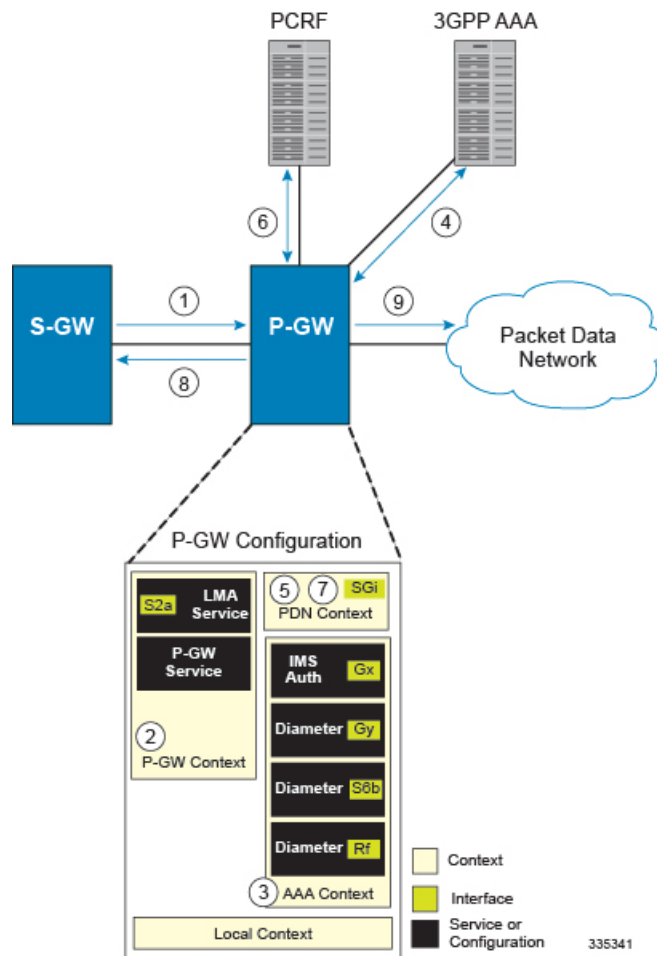 PCRF
3GPP AAA
6
4
S-GW
1
8
P-GW
9
Packet Data
Network
P-GW Configuration
S2a
LMA
Service
P-GW
Service
2
P-GW Context
5
7
SGi
PDN Context
IMS
Auth
Gx
Diameter
Gy
Diameter
S6b
Diameter
Rf
3
AAA Context
Local Context
Context
Interface
Service or
Configuration
335341